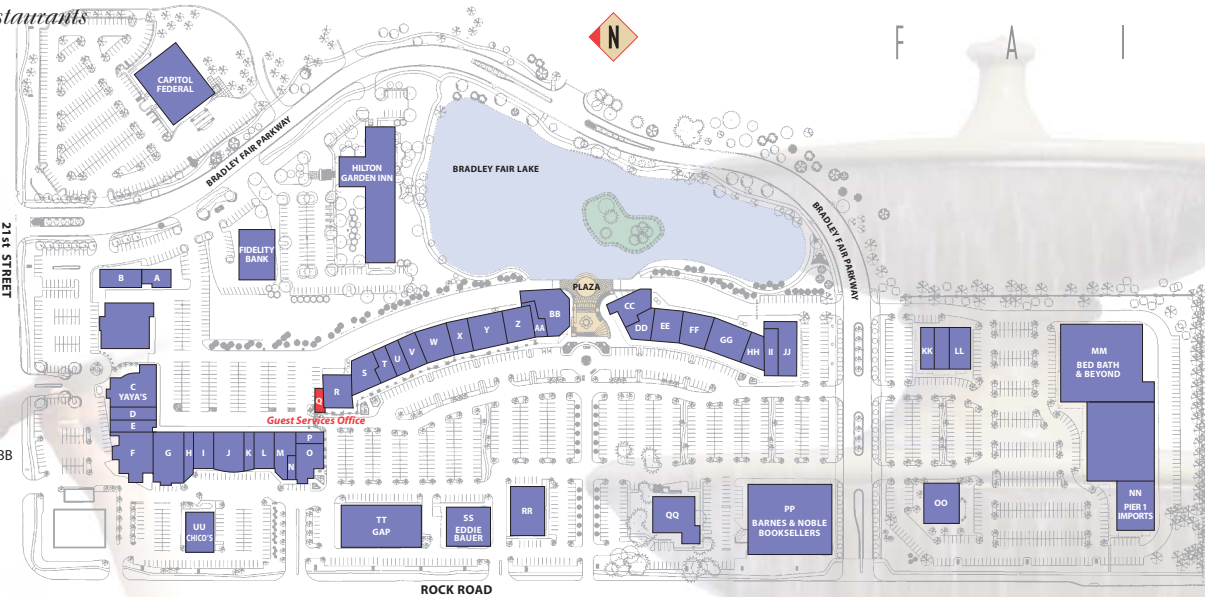 staurants
N
F A I
CAPITOL
FEDERAL
BRADLEY FAIR PARKWAY
HILTON
GARDEN INN
BRADLEY FAIR LAKE
BRADLEY FAIR PARKWAY
21st STREET
FIDELITY
BANK
B A
PLAZA
CC
BB
AA
Z
Y
X
W
V
U
T
S
R
Q
Guest Services Office
DD
EE
FF
GG
HH
II
JJ
KK
LL
MM
BED BATH
& BEYOND
C
YAYA'S
D
E
F G H I J K L M N O P
BB
UU
CHICO'S
TT
GAP
SS
EDDIE
BAUER
RR
QQ
PP
BARNES & NOBLE
BOOKSELLERS
OO
NN
PIER 1
IMPORTS
ROCK ROAD